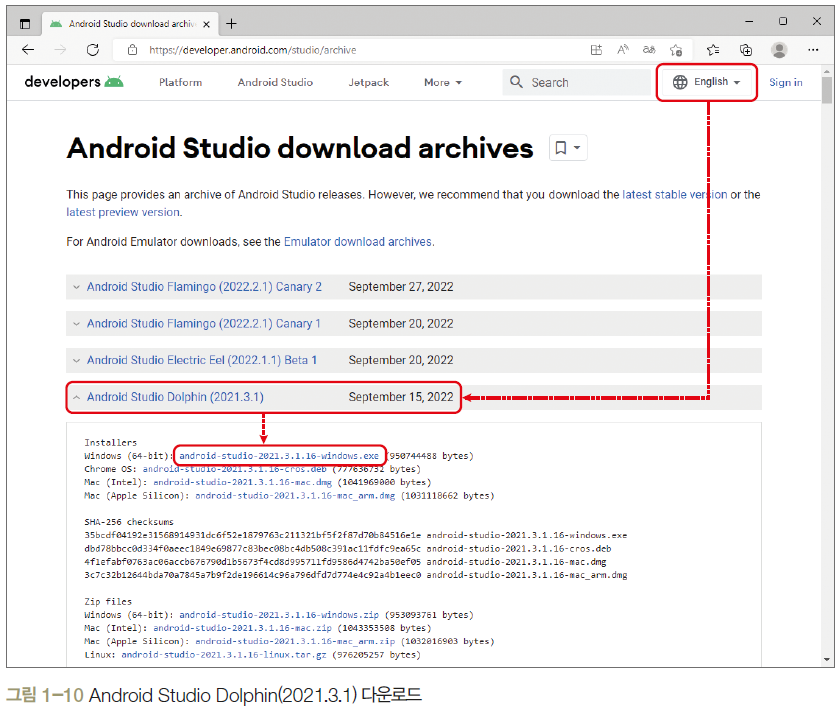 Android Studio download archiv
https://developer.android.com/studio/archive
developers Platform Android Studio Jetpack More Search English Sign in
Android Studio download archives
This page provides an archive of Android Studio releases. However, we recommend that you download the latest stable version or the
latest preview version.
For Android Emulator downloads, see the Emulator download archives.
Android Studio Flamingo (2022.2.1) Canary 2 September 27, 2022
Android Studio Flamingo (2022.2.1) Canary 1 September 20, 2022
Android Studio Electric Eel (2022.1.1) Beta 1 September 20, 2022
Android Studio Dolphin (2021.3.1) September 15, 2022
Installers
Windows (64-bit): android-studio-2021.3.1.16-windows.exe (950744488 bytes)
Chrome OS: android-studio-2021.3.1.16-cros.deb (777636732 bytes)
Mac (Intel): android-studio-2021.3.1.16-mac.dmg (1041969000 bytes)
Mac (Apple Silicon): android-studio-2021.3.1.16-mac_arm.dmg (1031118662 bytes)
SHA-256 checksums
35bcdf04192e31568914931dc6f52e1879763c211321bf5f2f87d70b84516e1e android-studio-2021.3.1.16-windows.exe
dbd78bbcc0d334f0aeec1849e69877c83bec08bc4db508c391ac11fdfc9ea65c android-studio-2021.3.1.16-cros.deb
4f1efabf0763ac06accb676790d1b5673f4cd8d995711fd9586d4742ba50ef05 android-studio-2021.3.1.16-mac.dmg
3c7c32b12644bda70a7845a7b9f2de196614c96a796dfd7d774e4c92a4b1eec0 android-studio-2021.3.1.16-mac_arm.dmg
Zip files
Windows (64-bit): android-studio-2021.3.1.16-windows.zip (953093761 bytes)
Mac (Intel): android-studio-2021.3.1.16-mac.zip (1043353508 bytes)
Mac (Apple Silicon): android-studio-2021.3.1.16-mac_arm.zip (1032016903 bytes)
Linux: android-studio-2021.3.1.16-linux.tar.gz (976205257 bytes)
그림 1-10 Android Studio Dolphin(2021.3.1) 다운로드